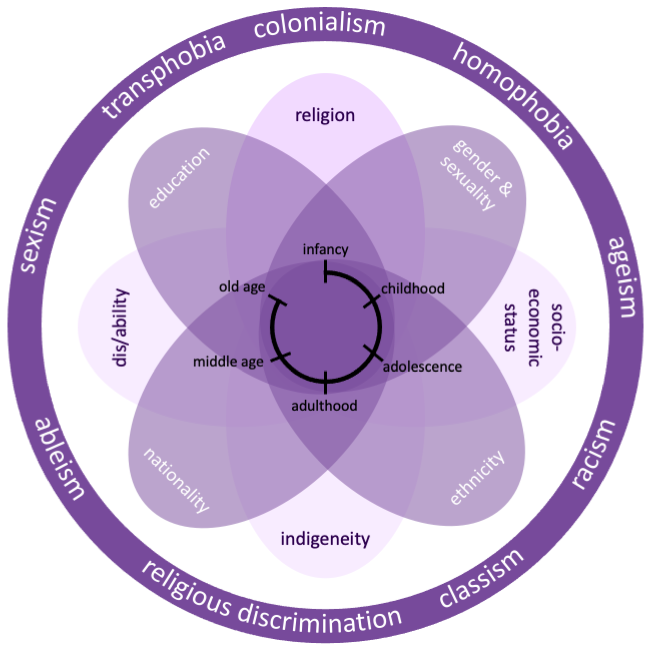 colonialism
homophobia
ageism
racism
classism
religious discrimination
ableism
sexism
transphobia
religion
gender &
sexuality
socio-
economic
status
ethnicity
indigeneity
nationality
dis/ability
education
infancy
childhood
adolescence
adulthood
middle age
old age